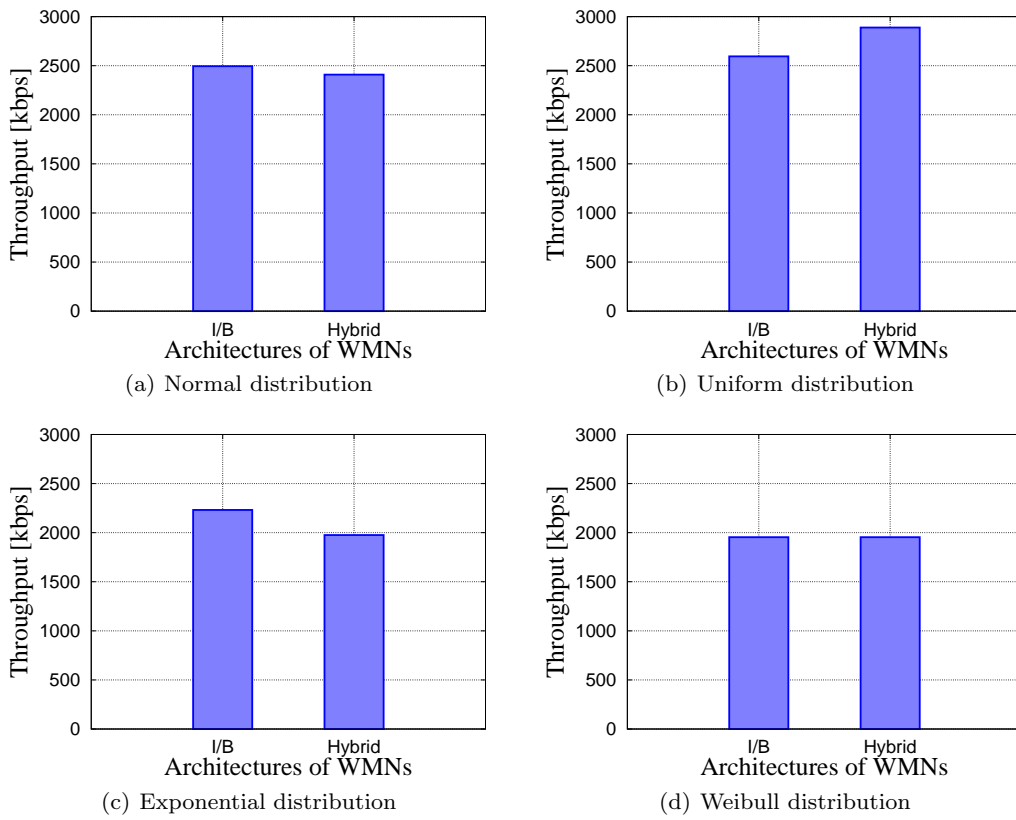 3000
2500
2000
1500
1000
500
0
Throughput [kbps]
I/B Hybrid
Architectures of WMNs
(a) Normal distribution
3000
2500
2000
1500
1000
500
0
Throughput [kbps]
I/B Hybrid
Architectures of WMNs
(b) Uniform distribution
3000
2500
2000
1500
1000
500
0
Throughput [kbps]
I/B Hybrid
Architectures of WMNs
(c) Exponential distribution
3000
2500
2000
1500
1000
500
0
Throughput [kbps]
I/B Hybrid
Architectures of WMNs
(d) Weibull distribution